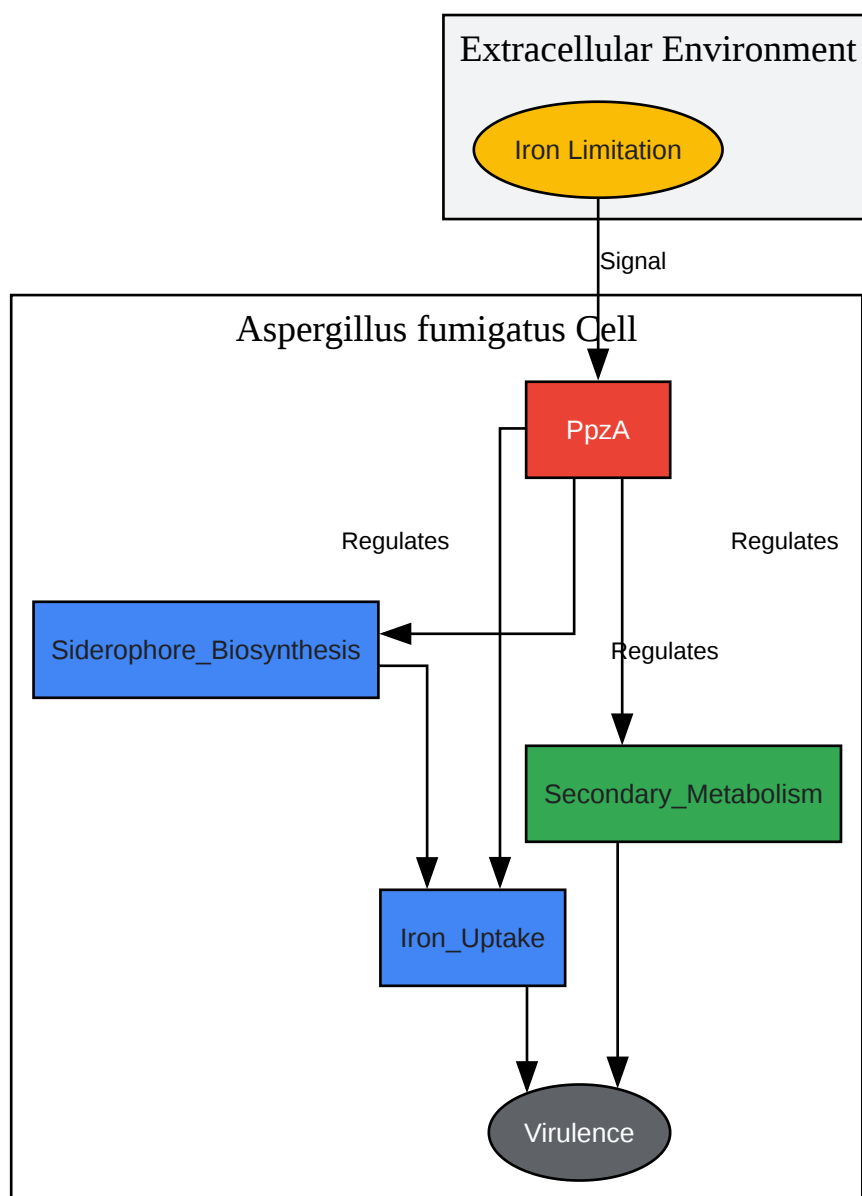 Extracellular Environment
Iron Limitation
Signal
Aspergillus fumigatus Cell
PpzA
Regulates
Regulates
Siderophore_Biosynthesis
Regulates
Secondary_Metabolism
Iron_Uptake
Virulence